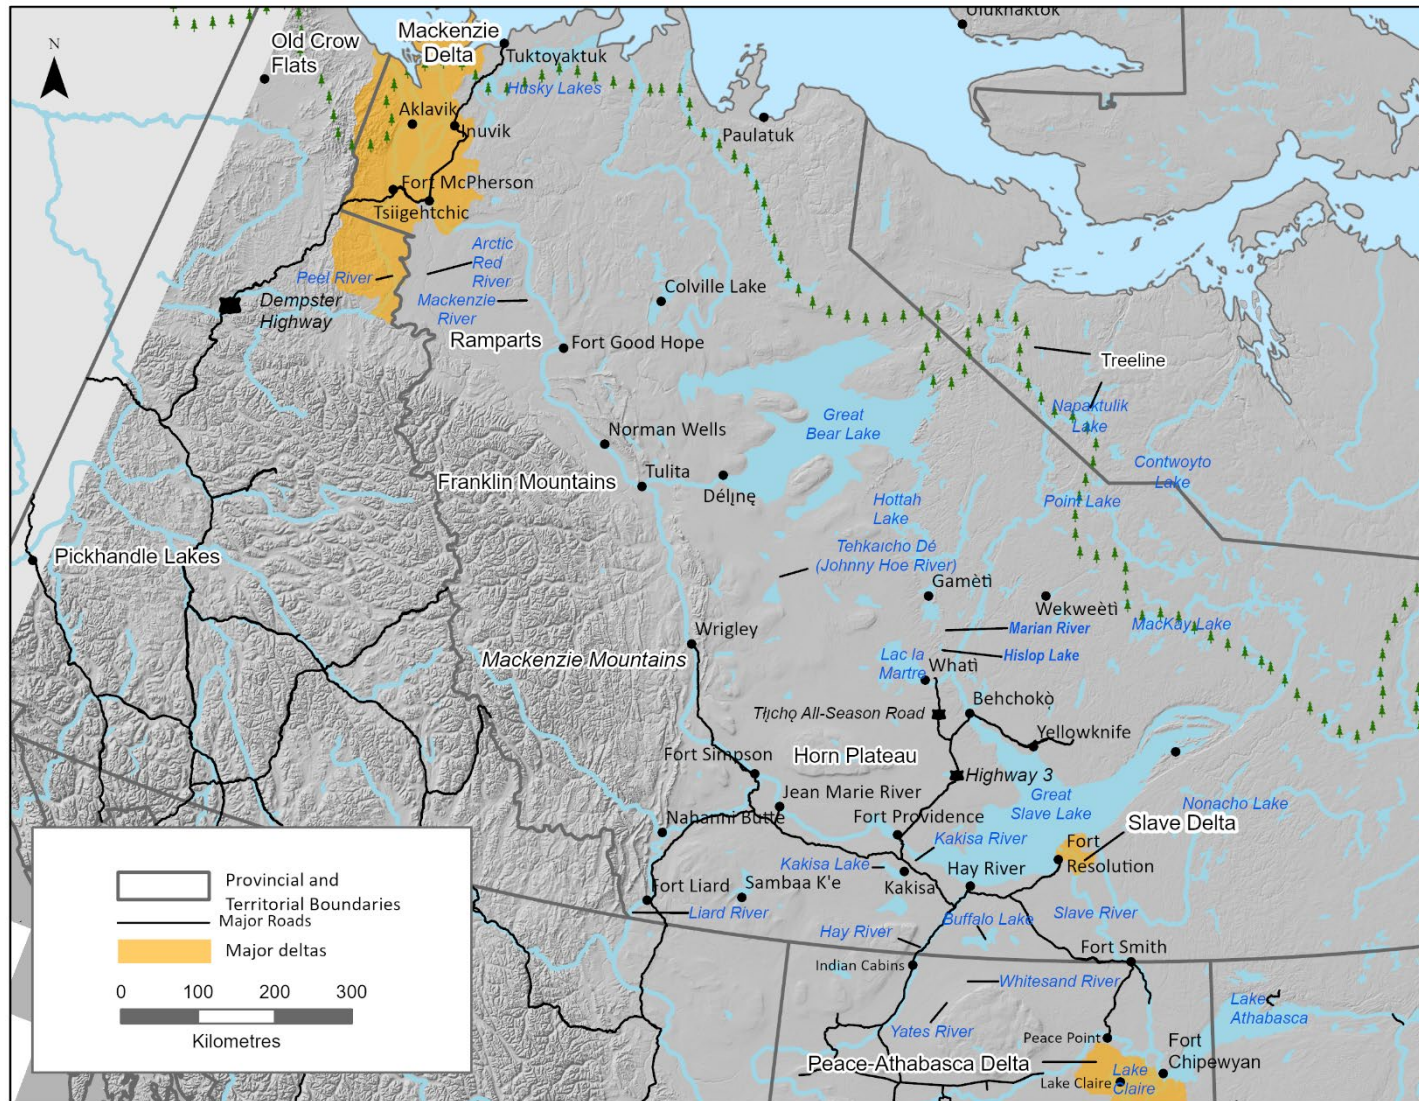 Ulukhaktok
N
Old Crow
Flats
Mackenzie
Delta
Tuktoyaktuk
Husky Lakes
Aklavik
Inuvik
Paulatuk
Fort McPherson
Tsiigehtchic
Peel River
Arctic
Red
River
Mackenzie
River
Dempster
Highway
Colville Lake
Ramparts
Fort Good Hope
Treeline
Great
Bear Lake
Napaktulik
Lake
Norman Wells
Franklin Mountains
Tulita
Délı̨nę
Hottah
Lake
Point Lake
Contwoyto
Lake
Pickhandle Lakes
Tehkaıcho Dé
(Johnny Hoe River)
Gamètì
Wekweètì
Marian River
MacKay Lake
Wrigley
Mackenzie Mountains
Hislop Lake
Lac la
Martre
Whatì
Tłı̨chǫ All-Season Road
Behchokǫ̀
Yellowknife
Horn Plateau
Fort Simpson
Highway 3
Jean Marie River
Great
Slave Lake
Nonacho Lake
Nahanni Butte
Fort Providence
Slave Delta
Kakisa River
Fort
Resolution
Kakisa Lake
Kakisa
Hay River
Fort Liard
Sambaa K'e
Liard River
Buffalo Lake
Slave River
Hay River
Fort Smith
Indian Cabins
Whitesand River
Yates River
Lake
Athabasca
Peace Point
Fort
Chipewyan
Peace-Athabasca Delta
Lake Claire
Lake
Claire
Provincial and
Territorial Boundaries
Major Roads
Major deltas
0 100 200 300
Kilometres